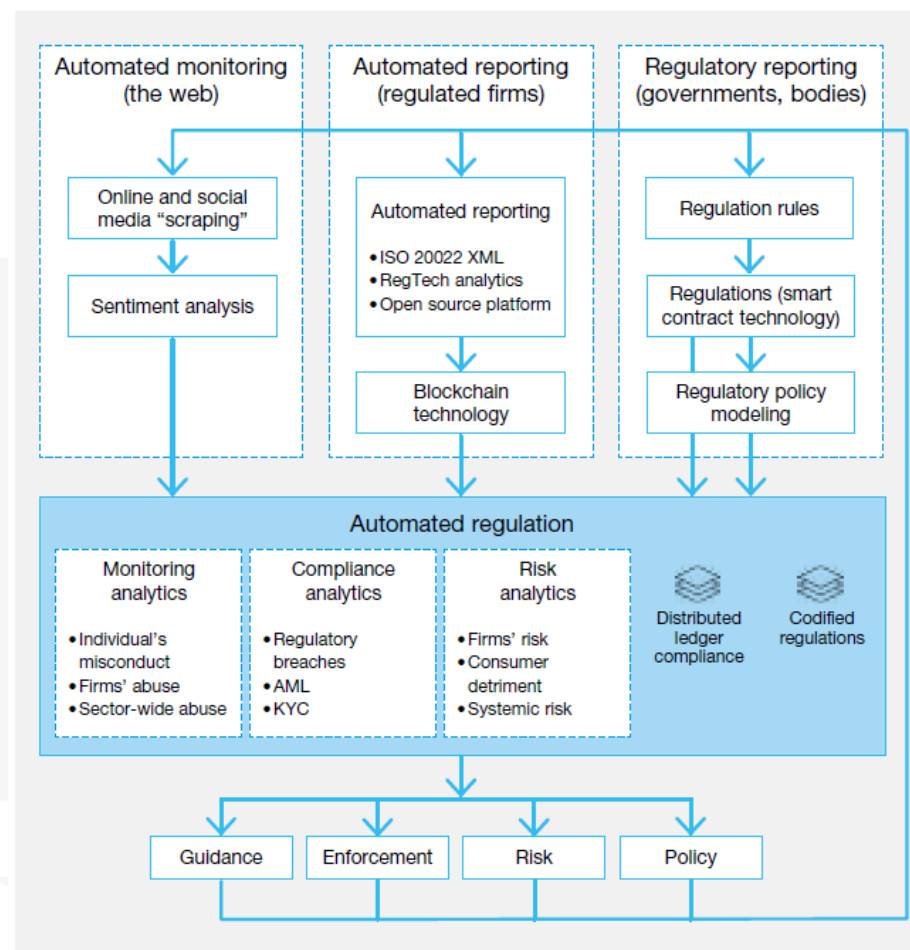 Automated monitoring
(the web)
Automated reporting
(regulated firms)
Regulatory reporting
(governments, bodies)
Online and social
media “scraping”
Sentiment analysis
Automated reporting
•ISO 20022 XML
•RegTech analytics
•Open source platform
Blockchain
technology
Regulation rules
Regulations (smart
contract technology)
Regulatory policy
modeling
Automated regulation
Monitoring
analytics
•Individual’s
misconduct
•Firms’ abuse
•Sector-wide abuse
Compliance
analytics
•Regulatory
breaches
•AML
•KYC
Risk
analytics
•Firms’ risk
•Consumer
detriment
•Systemic risk
Distributed
ledger
compliance
Codified
regulations
Guidance
Enforcement
Risk
Policy